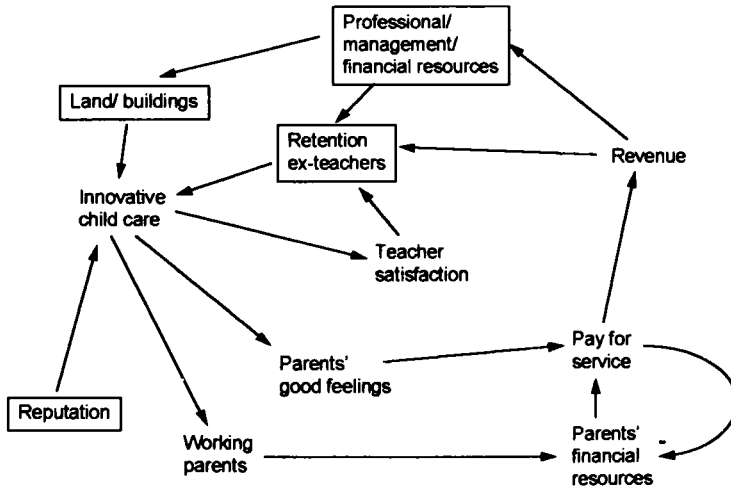 Professional/
management/
financial resources
Land/ buildings
Retention
ex-teachers
Revenue
Innovative
child care
Teacher
satisfaction
Parents'
good feelings
Pay for
service
Reputation
Working
parents
Parents'
financial
resources